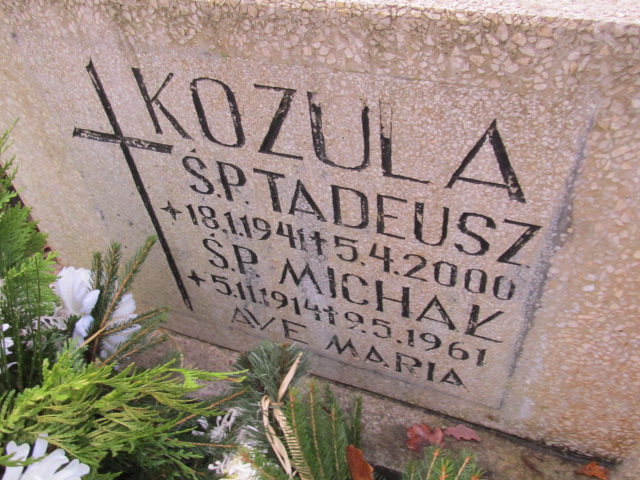 KOZULA
Ś.P. TADEUSZ
* 18.1.1941 † 5.4.2000
Ś.P. MICHAŁ
* 5.11.1914 † 9.5.1961
AVE MARIA